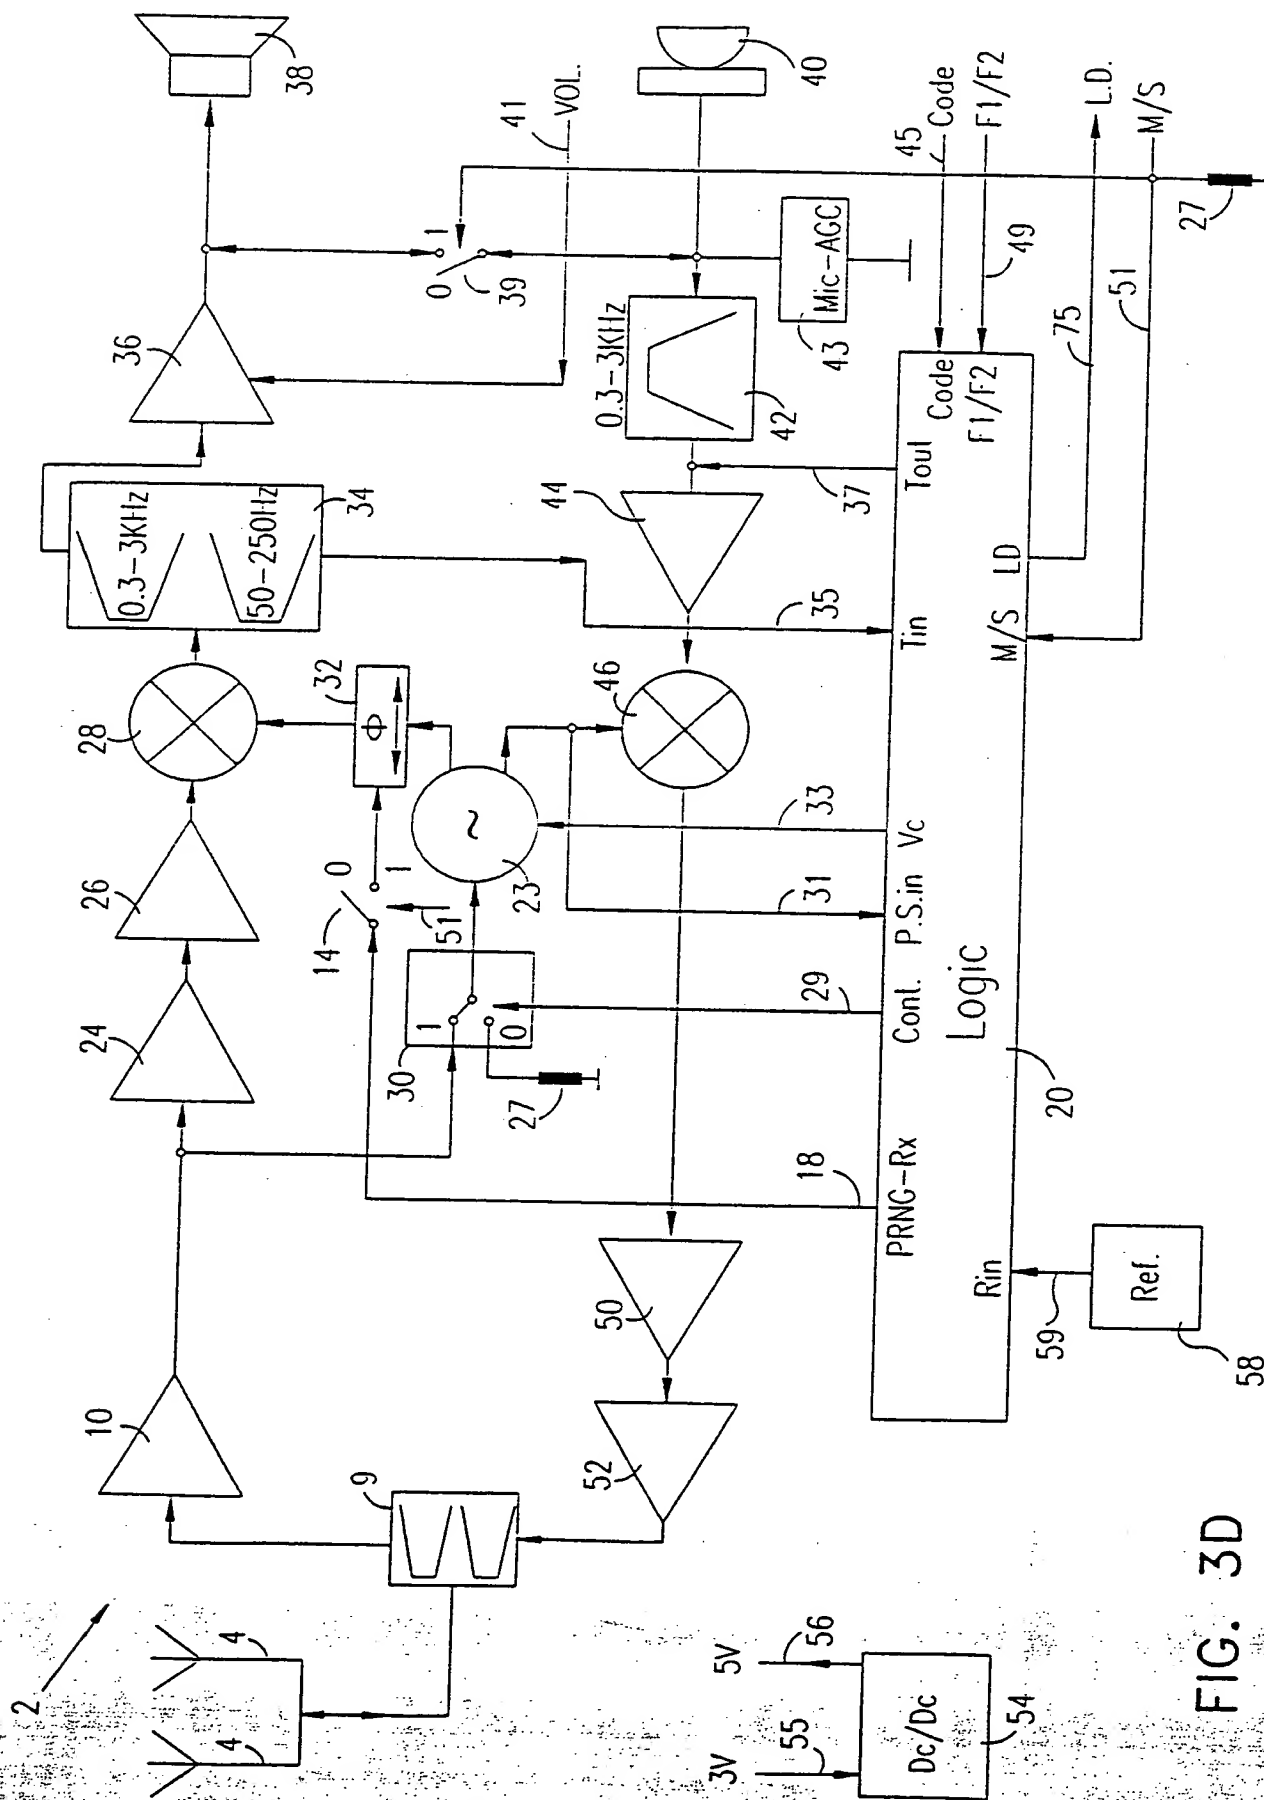 2
4
4
9
10
24
26
28
0.3-3KHz
50-250Hz
34
36
38
32
Φ
14
0
1
51
30
1
0
27
~
23
46
44
0.3-3KHz
42
0
1
39
41
VOL.
40
Mic-AGC
43
45
Code
F1/F2
49
L.D.
M/S
75
51
27
52
50
18
29
31
33
35
37
PRNG-Rx
Cont.
P.S.in
Vc
Tin
Tout
Code
F1/F2
Rin
Logic
M/S
LD
20
59
Ref.
58
3V
55
5V
56
Dc/Dc
54
FIG. 3D